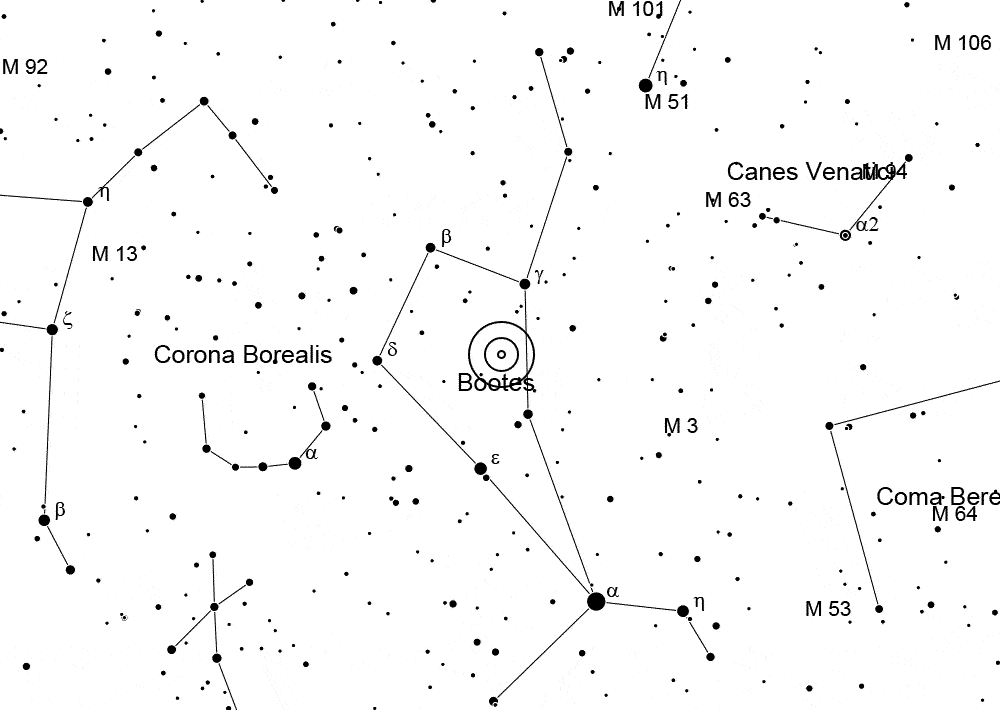 M 101
M 106
M 92
η
M 51
Canes Venatici
M 94
η
M 63
α2
β
M 13
γ
ζ
δ
Corona Borealis
Bootes
M 3
α
ε
Coma Bere
β
M 64
α
η
M 53